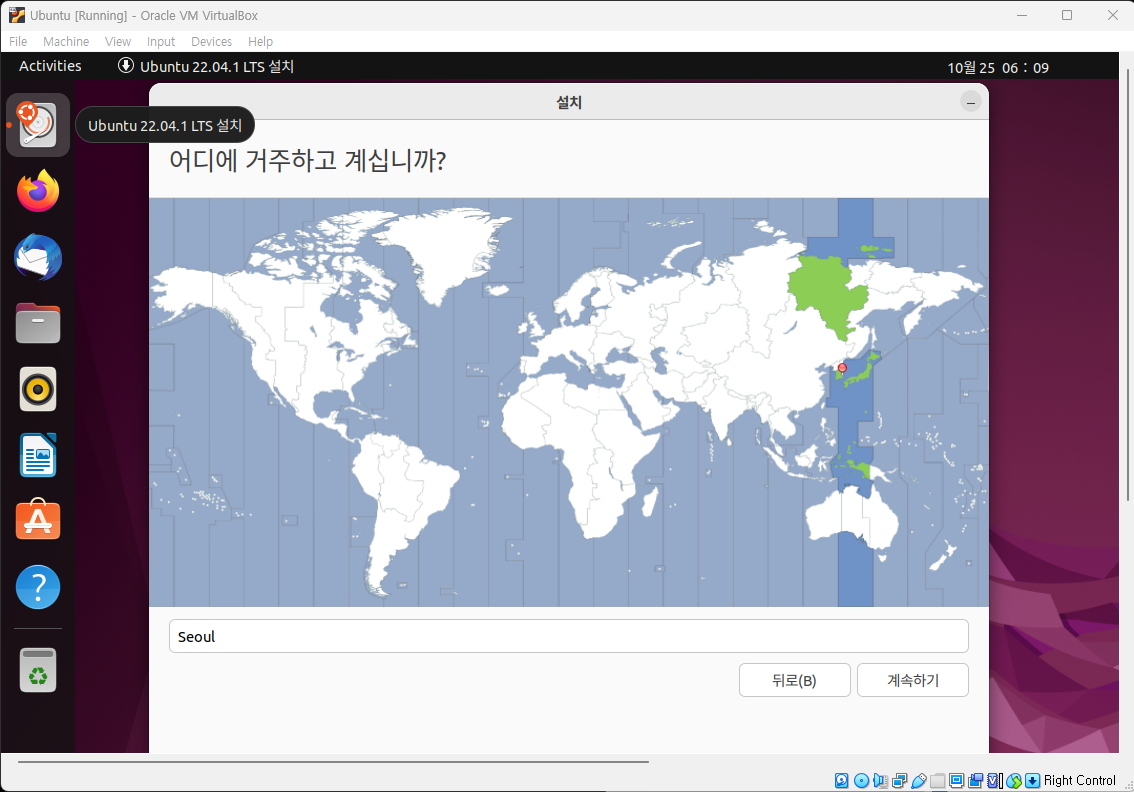 Ubuntu [Running] - Oracle VM VirtualBox
File Machine View Input Devices Help
Activities Ubuntu 22.04.1 LTS 설치 10월 25 06 : 09
설치
Ubuntu 22.04.1 LTS 설치
어디에 거주하고 계십니까?
Seoul
뒤로(B) 계속하기
Right Control